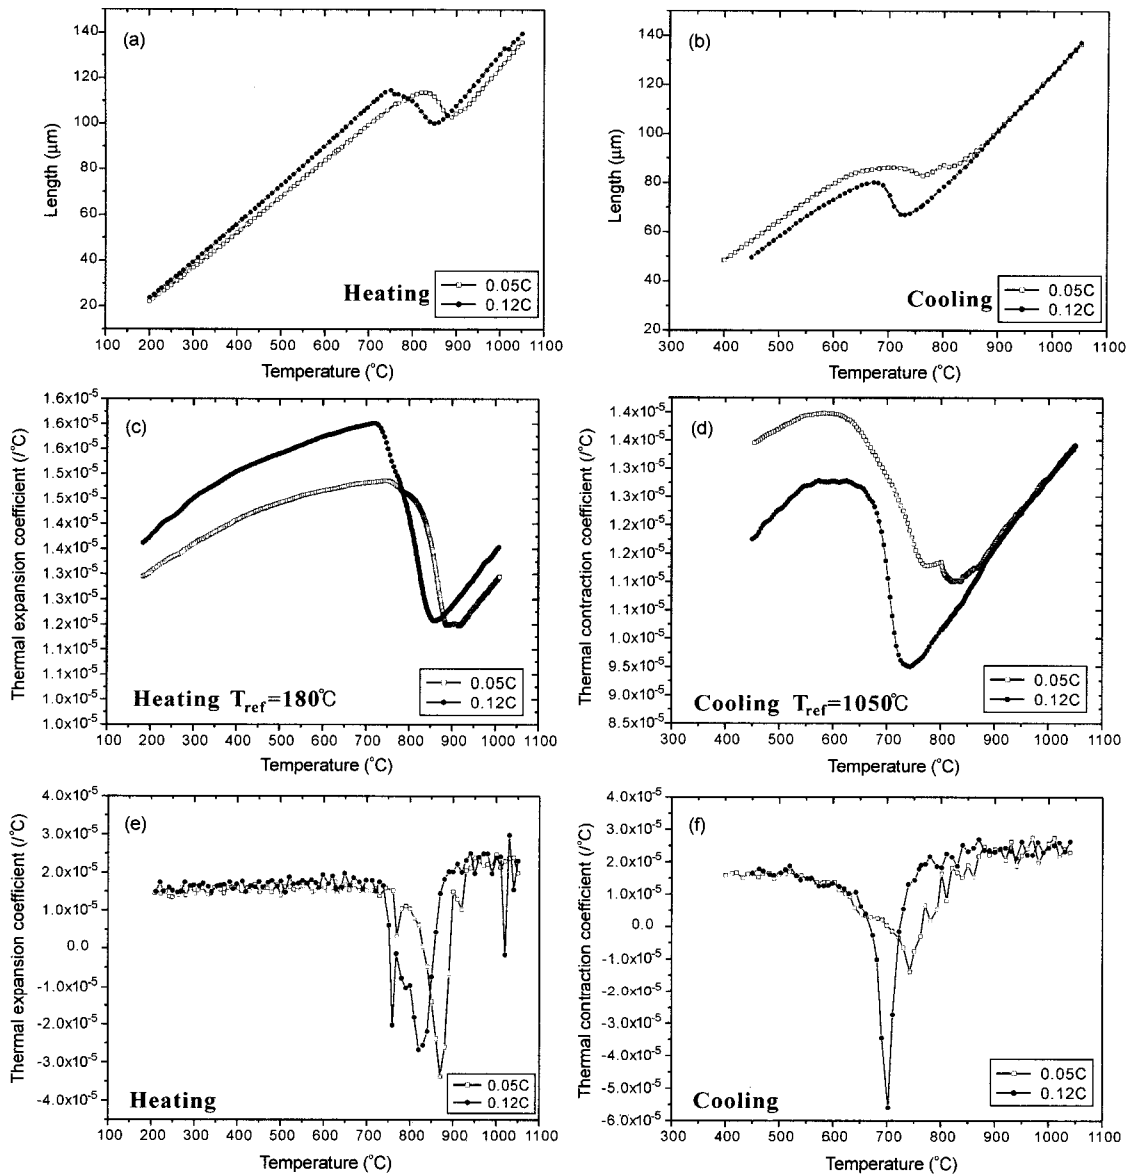 (a)
140
120
100
80
60
40
20
Length (μm)
Heating
0.05C
0.12C
100 200 300 400 500 600 700 800 900 1000 1100
Temperature (°C)
(b)
140
120
100
80
60
40
20
Length (μm)
Cooling
0.05C
0.12C
300 400 500 600 700 800 900 1000 1100
Temperature (°C)
(c)
1.6x10-5
1.6x10-5
1.5x10-5
1.5x10-5
1.4x10-5
1.4x10-5
1.3x10-5
1.3x10-5
1.2x10-5
1.2x10-5
1.1x10-5
1.1x10-5
1.0x10-5
1.0x10-5
Thermal expansion coefficient (/°C)
Heating Tref=180℃
0.05C
0.12C
100 200 300 400 500 600 700 800 900 1000 1100
Temperature (°C)
(d)
1.4x10-5
1.4x10-5
1.3x10-5
1.3x10-5
1.2x10-5
1.2x10-5
1.1x10-5
1.1x10-5
1.0x10-5
9.5x10-6
9.0x10-6
8.5x10-6
Thermal contraction coefficient (/°C)
Cooling Tref=1050℃
0.05C
0.12C
300 400 500 600 700 800 900 1000 1100
Temperature (°C)
(e)
4.0x10-5
3.0x10-5
2.0x10-5
1.0x10-5
0.0
-1.0x10-5
-2.0x10-5
-3.0x10-5
-4.0x10-5
Thermal expansion coefficient (/°C)
Heating
0.05C
0.12C
100 200 300 400 500 600 700 800 900 1000 1100
Temperature (°C)
(f)
4.0x10-5
3.0x10-5
2.0x10-5
1.0x10-5
0.0
-1.0x10-5
-2.0x10-5
-3.0x10-5
-4.0x10-5
-5.0x10-5
-6.0x10-5
Thermal contraction coefficient (/°C)
Cooling
0.05C
0.12C
300 400 500 600 700 800 900 1000 1100
Temperature (°C)